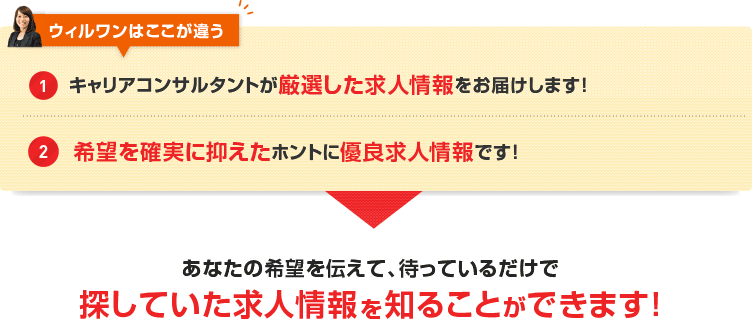 ウィルワンはここが違う
1 キャリアコンサルタントが厳選した求人情報をお届けします!
2 希望を確実に抑えたホントに優良求人情報です!
あなたの希望を伝えて、待っているだけで
探していた求人情報を知ることができます!